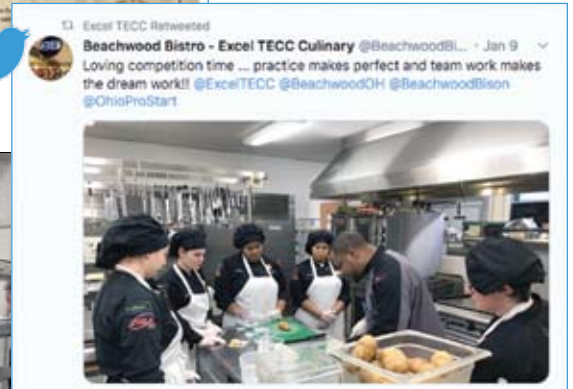 Excel TECC Retweeted
Beachwood Bistro - Excel TECC Culinary @BeachwoodBi... · Jan 9
Loving competition time ... practice makes perfect and team work makes
the dream work!! @ExcelTECC @BeachwoodOH @BeachwoodBison
@OhioProStart